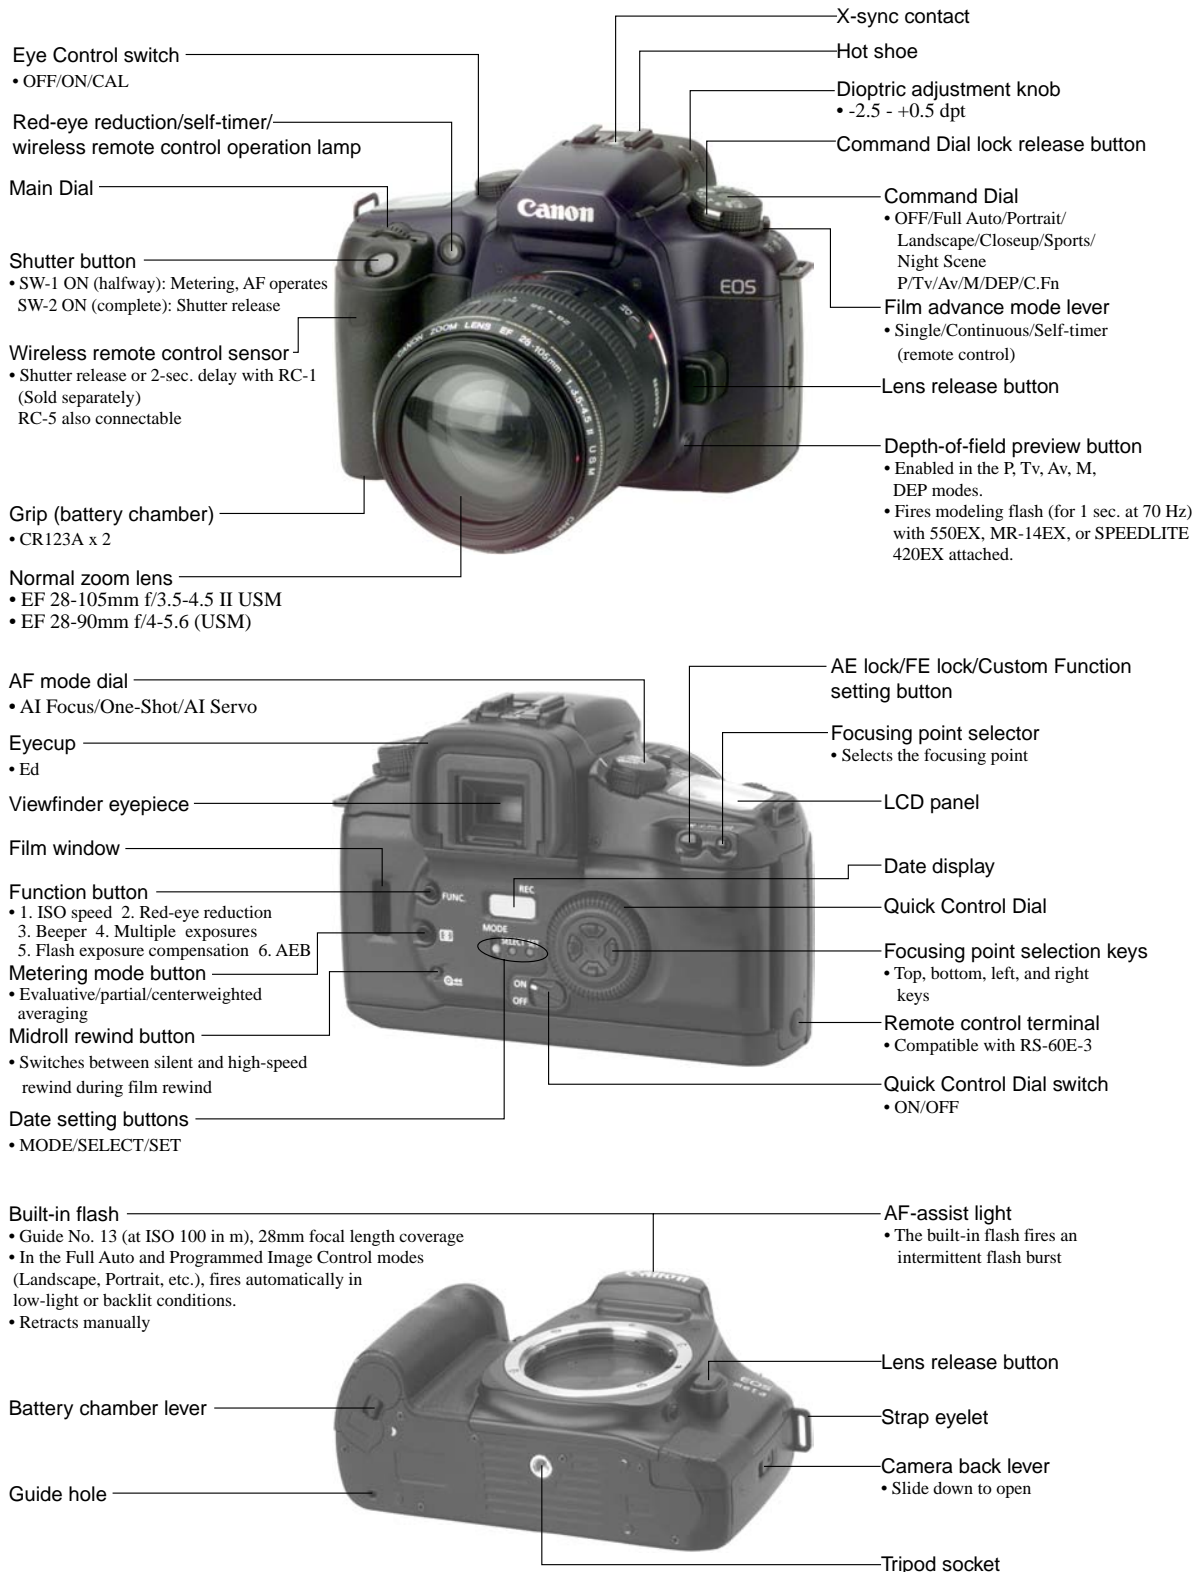 X-sync contact
Hot shoe
Eye Control switch
• OFF/ON/CAL
Dioptric adjustment knob
• -2.5 - +0.5 dpt
Red-eye reduction/self-timer/
wireless remote control operation lamp
Command Dial lock release button
Main Dial
Command Dial
• OFF/Full Auto/Portrait/
Landscape/Closeup/Sports/
Night Scene
P/Tv/Av/M/DEP/C.Fn
Shutter button
• SW-1 ON (halfway): Metering, AF operates
SW-2 ON (complete): Shutter release
Film advance mode lever
• Single/Continuous/Self-timer
(remote control)
Wireless remote control sensor
• Shutter release or 2-sec. delay with RC-1
(Sold separately)
RC-5 also connectable
Lens release button
Depth-of-field preview button
• Enabled in the P, Tv, Av, M,
DEP modes.
• Fires modeling flash (for 1 sec. at 70 Hz)
with 550EX, MR-14EX, or SPEEDLITE
420EX attached.
Grip (battery chamber)
• CR123A x 2
Normal zoom lens
• EF 28-105mm f/3.5-4.5 II USM
• EF 28-90mm f/4-5.6 (USM)
Canon
EOS
CANON ZOOM LENS EF 28-105mm 1:3.5-4.5 II USM
Canon
AF mode dial
• AI Focus/One-Shot/AI Servo
Eyecup
• Ed
Viewfinder eyepiece
Film window
Function button
• 1. ISO speed 2. Red-eye reduction
3. Beeper 4. Multiple exposures
5. Flash exposure compensation 6. AEB
Metering mode button
• Evaluative/partial/centerweighted
averaging
Midroll rewind button
• Switches between silent and high-speed
rewind during film rewind
Date setting buttons
• MODE/SELECT/SET
FUNC.
REC
MODE
SELECT SET
ON
OFF
AE lock/FE lock/Custom Function
setting button
Focusing point selector
• Selects the focusing point
LCD panel
Date display
Quick Control Dial
Focusing point selection keys
• Top, bottom, left, and right
keys
Remote control terminal
• Compatible with RS-60E-3
Quick Control Dial switch
• ON/OFF
Built-in flash
• Guide No. 13 (at ISO 100 in m), 28mm focal length coverage
• In the Full Auto and Programmed Image Control modes
(Landscape, Portrait, etc.), fires automatically in
low-light or backlit conditions.
• Retracts manually
AF-assist light
• The built-in flash fires an
intermittent flash burst
Canon
EOS
Lens release button
Battery chamber lever
Strap eyelet
Camera back lever
• Slide down to open
Guide hole
Tripod socket